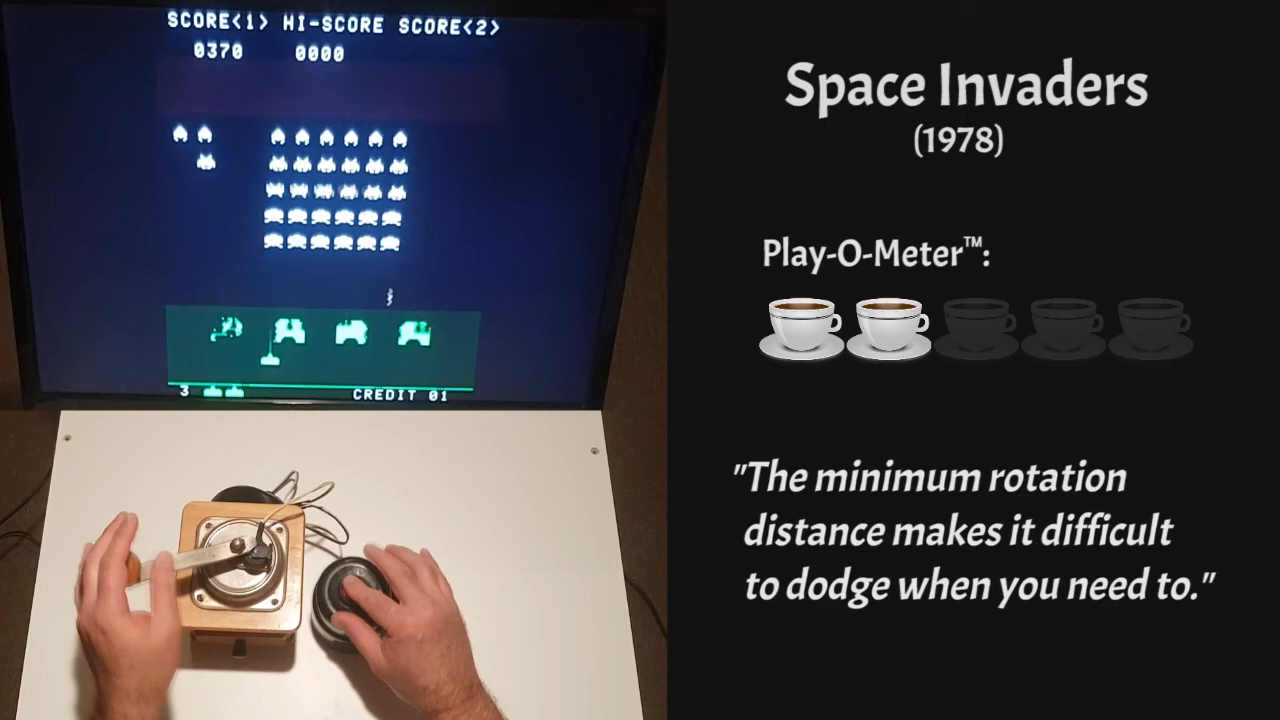 SCORE<1> HI-SCORE SCORE<2>
0370 0000
3 CREDIT 01
Space Invaders
(1978)
Play-O-Meter™:
"The minimum rotation
distance makes it difficult
to dodge when you need to."